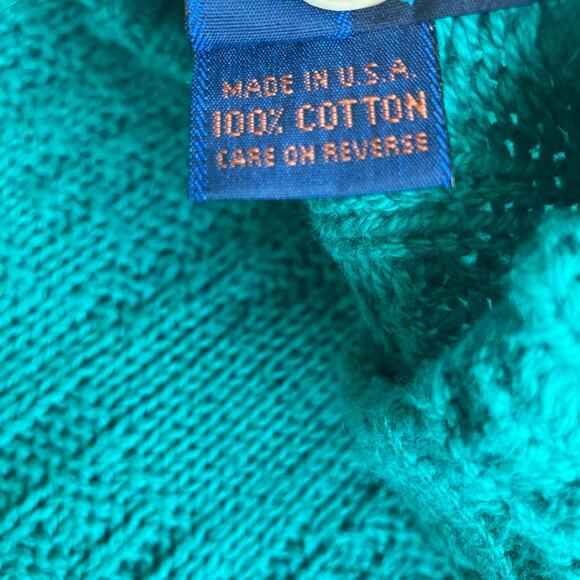 MADE IN U.S.A.
100% COTTON
CARE ON REVERSE